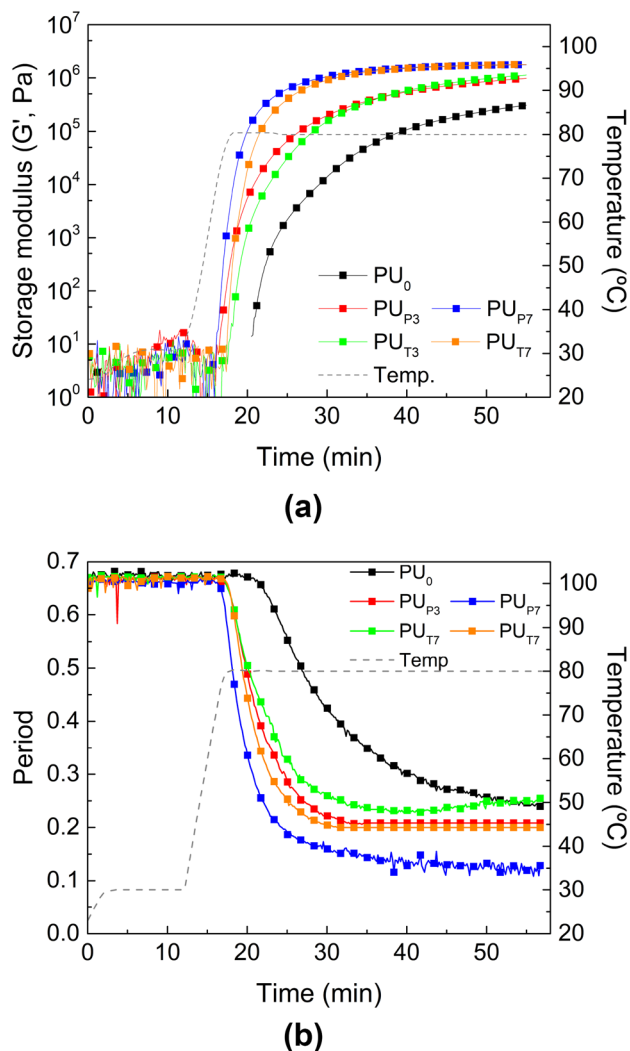 10⁷
10⁶
10⁵
10⁴
10³
10²
10¹
10⁰
Storage modulus (G', Pa)
100
90
80
70
60
50
40
30
20
Temperature (ºC)
PU₀
PU_P3 PU_P7
PU_T3 PU_T7
Temp.
0 10 20 30 40 50
Time (min)
(a)
0.7
0.6
0.5
0.4
0.3
0.2
0.1
0.0
Period
100
90
80
70
60
50
40
30
20
Temperature (ºC)
PU₀
PU_P3 PU_P7
PU_T7 PU_T7
Temp
0 10 20 30 40 50
Time (min)
(b)